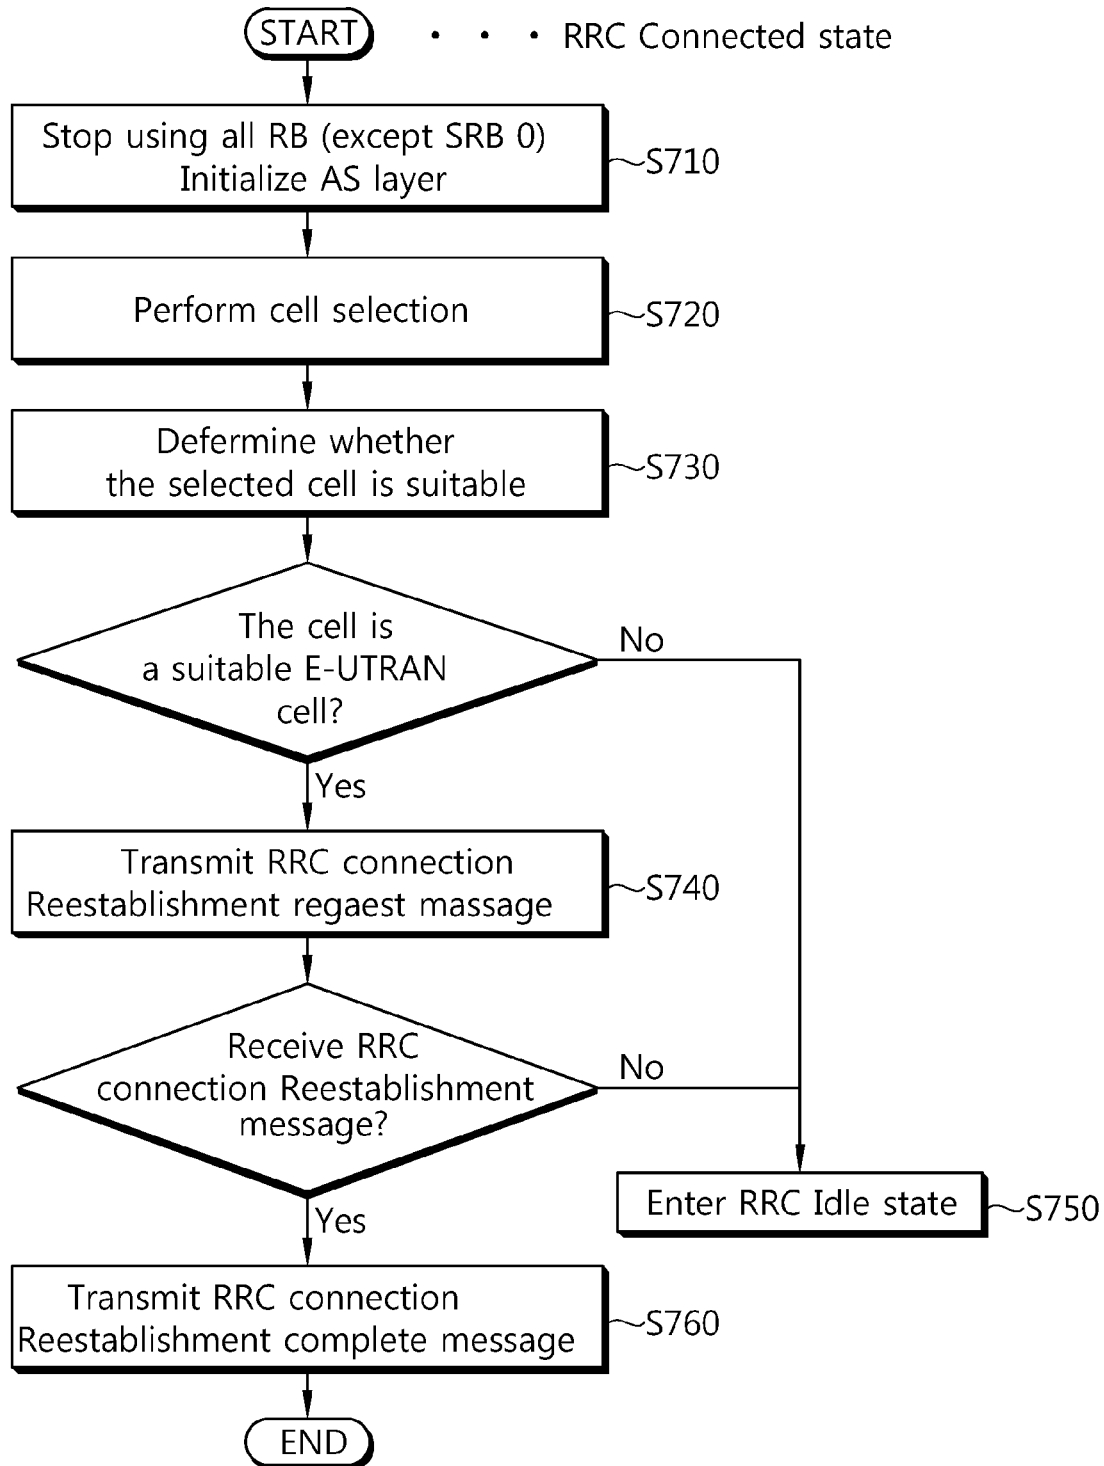 START · · · RRC Connected state
Stop using all RB (except SRB 0)
Initialize AS layer
S710
Perform cell selection
S720
Defermine whether
the selected cell is suitable
S730
The cell is
a suitable E-UTRAN
cell?
No
Yes
Transmit RRC connection
Reestablishment regaest massage
S740
Receive RRC
connection Reestablishment
message?
No
Yes
Enter RRC Idle state
S750
Transmit RRC connection
Reestablishment complete message
S760
END